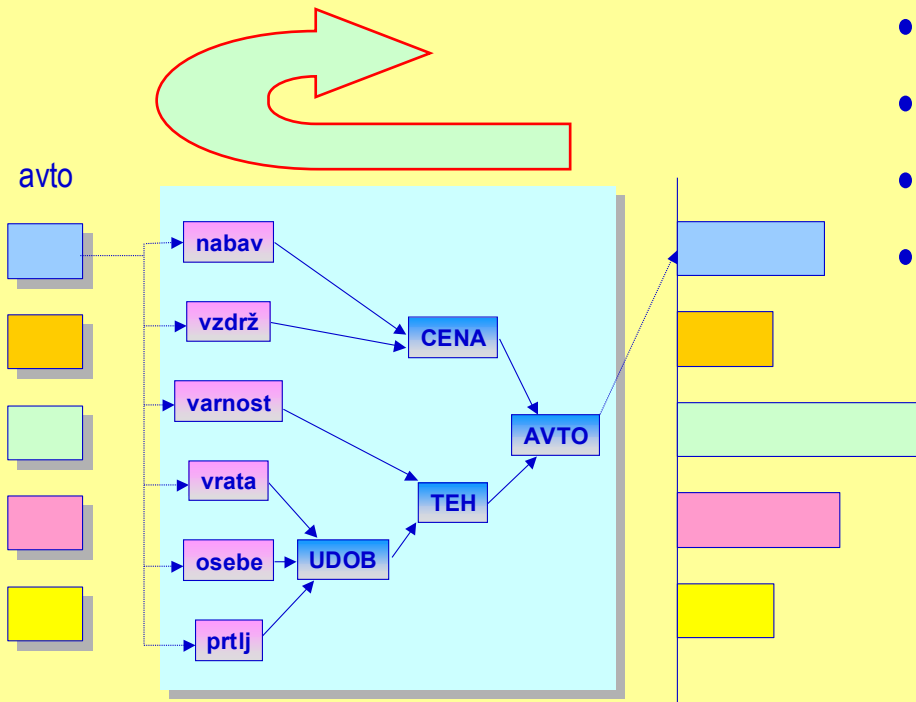 avto
nabav
vzdrž
CENA
varnost
AVTO
vrata
TEH
osebe
UDOB
prtlj